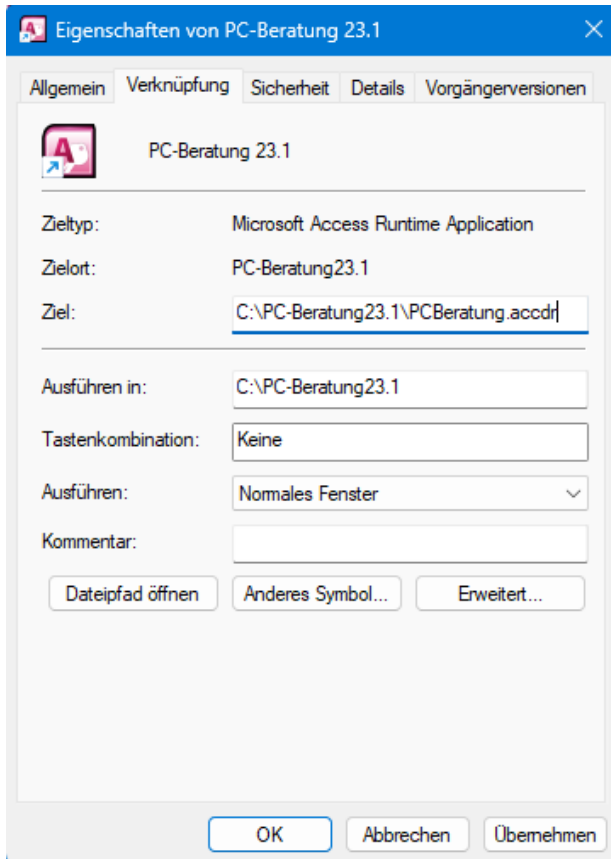 Eigenschaften von PC-Beratung 23.1
Allgemein Verknüpfung Sicherheit Details Vorgängerversionen
PC-Beratung 23.1
Zieltyp: Microsoft Access Runtime Application
Zielort: PC-Beratung23.1
Ziel: C:\PC-Beratung23.1\PCBeratung.accdr
Ausführen in: C:\PC-Beratung23.1
Tastenkombination: Keine
Ausführen: Normales Fenster
Kommentar:
Dateipfad öffnen Anderes Symbol... Erweitert...
OK Abbrechen Übernehmen